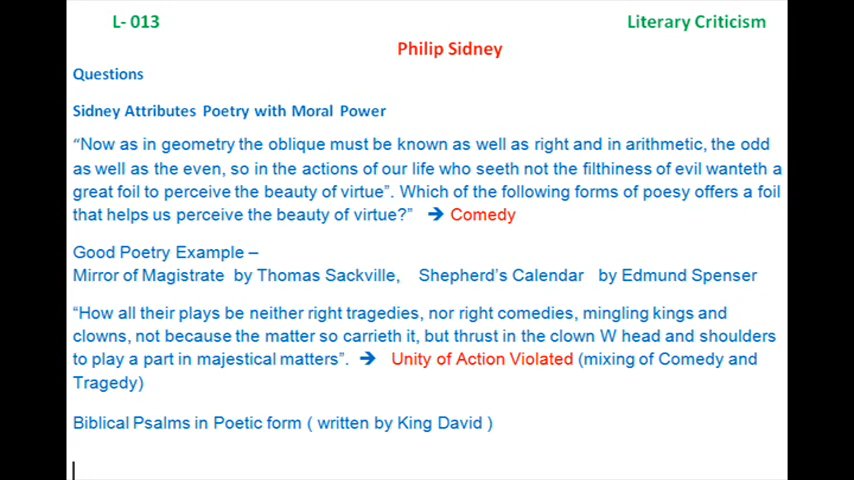 L- 013 Literary Criticism
Philip Sidney
Questions
Sidney Attributes Poetry with Moral Power
“Now as in geometry the oblique must be known as well as right and in arithmetic, the odd
as well as the even, so in the actions of our life who seeth not the filthiness of evil wanteth a
great foil to perceive the beauty of virtue”. Which of the following forms of poesy offers a foil
that helps us perceive the beauty of virtue?” ➔ Comedy
Good Poetry Example –
Mirror of Magistrate by Thomas Sackville, Shepherd’s Calendar by Edmund Spenser
“How all their plays be neither right tragedies, nor right comedies, mingling kings and
clowns, not because the matter so carrieth it, but thrust in the clown W head and shoulders
to play a part in majestical matters”. ➔ Unity of Action Violated (mixing of Comedy and
Tragedy)
Biblical Psalms in Poetic form ( written by King David )